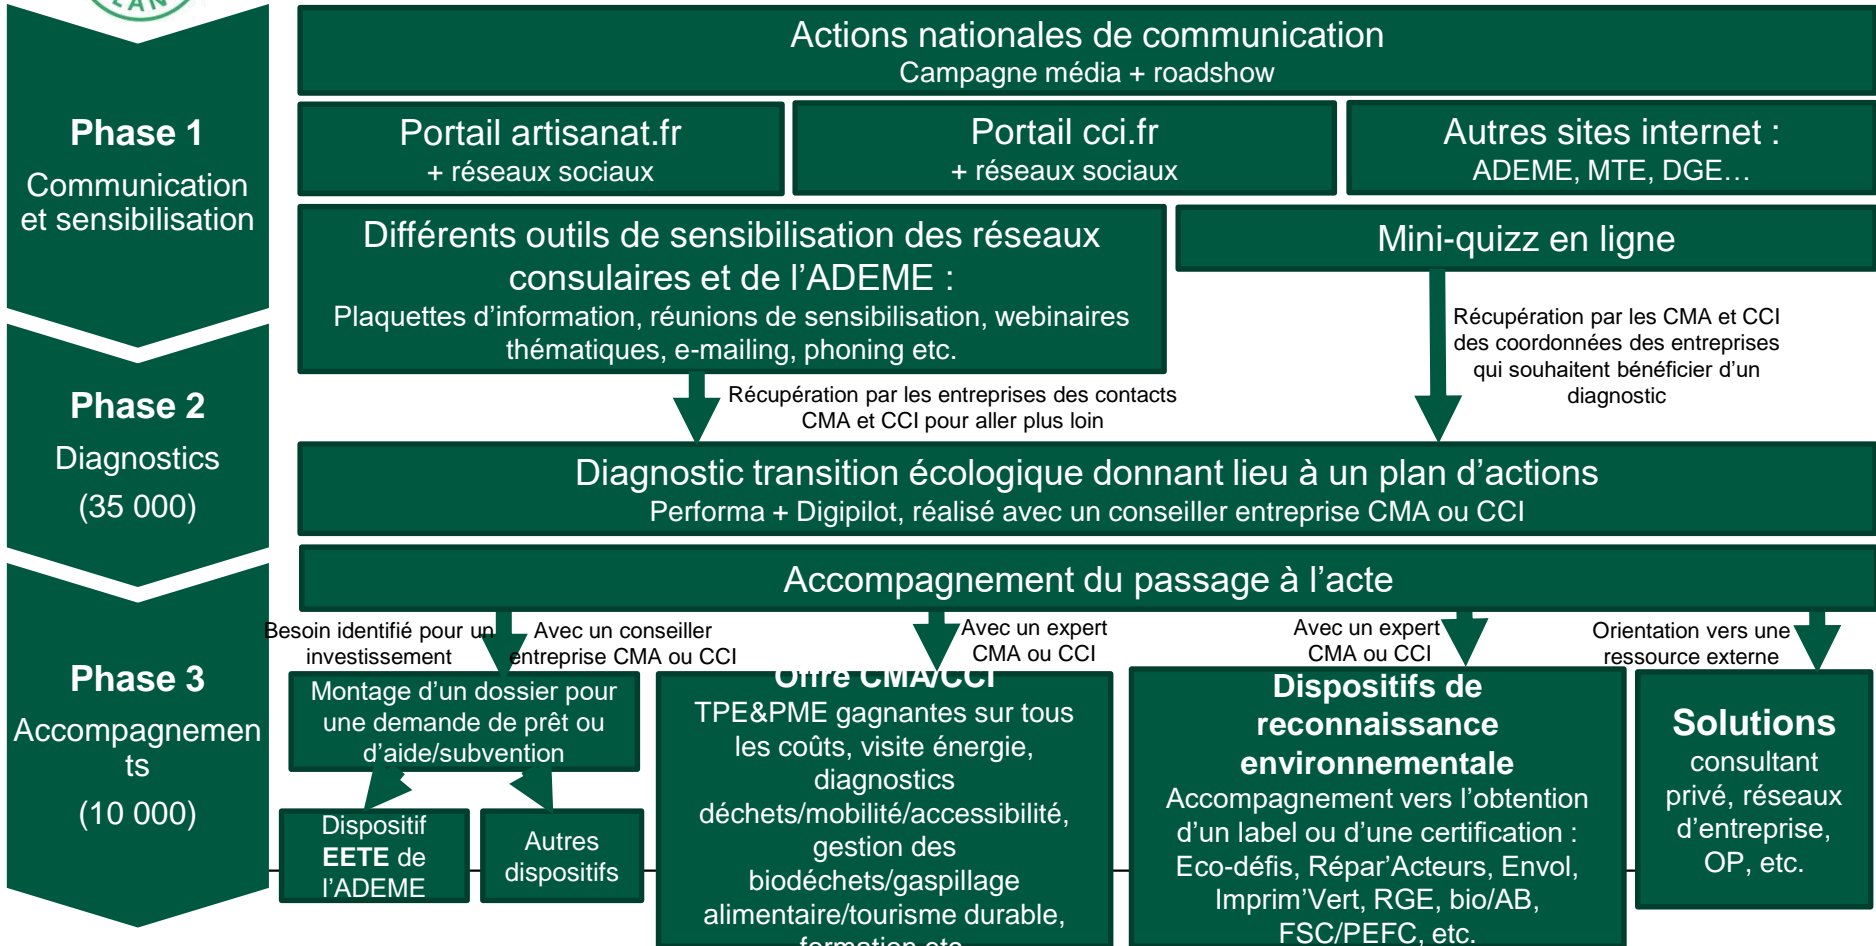 LAN
Actions nationales de communication
Campagne média + roadshow
Phase 1
Communication
et sensibilisation
Portail artisanat.fr
+ réseaux sociaux
Portail cci.fr
+ réseaux sociaux
Autres sites internet :
ADEME, MTE, DGE…
Différents outils de sensibilisation des réseaux
consulaires et de l’ADEME :
Plaquettes d’information, réunions de sensibilisation, webinaires
thématiques, e-mailing, phoning etc.
Mini-quizz en ligne
Récupération par les CMA et CCI
des coordonnées des entreprises
qui souhaitent bénéficier d’un
diagnostic
Récupération par les entreprises des contacts
CMA et CCI pour aller plus loin
Phase 2
Diagnostics
(35 000)
Diagnostic transition écologique donnant lieu à un plan d’actions
Performa + Digipilot, réalisé avec un conseiller entreprise CMA ou CCI
Phase 3
Accompagnemen
ts
(10 000)
Accompagnement du passage à l’acte
Besoin identifié pour un
investissement
Avec un conseiller
entreprise CMA ou CCI
Avec un expert
CMA ou CCI
Avec un expert
CMA ou CCI
Orientation vers une
ressource externe
Montage d’un dossier pour
une demande de prêt ou
d’aide/subvention
Dispositif
EETE de
l’ADEME
Autres
dispositifs
Offre CMA/CCI
TPE&PME gagnantes sur tous
les coûts, visite énergie,
diagnostics
déchets/mobilité/accessibilité,
gestion des
biodéchets/gaspillage
alimentaire/tourisme durable,
formation etc.
Dispositifs de
reconnaissance
environnementale
Accompagnement vers l’obtention
d’un label ou d’une certification :
Eco-défis, Répar’Acteurs, Envol,
Imprim’Vert, RGE, bio/AB,
FSC/PEFC, etc.
Solutions
consultant
privé, réseaux
d’entreprise,
OP, etc.